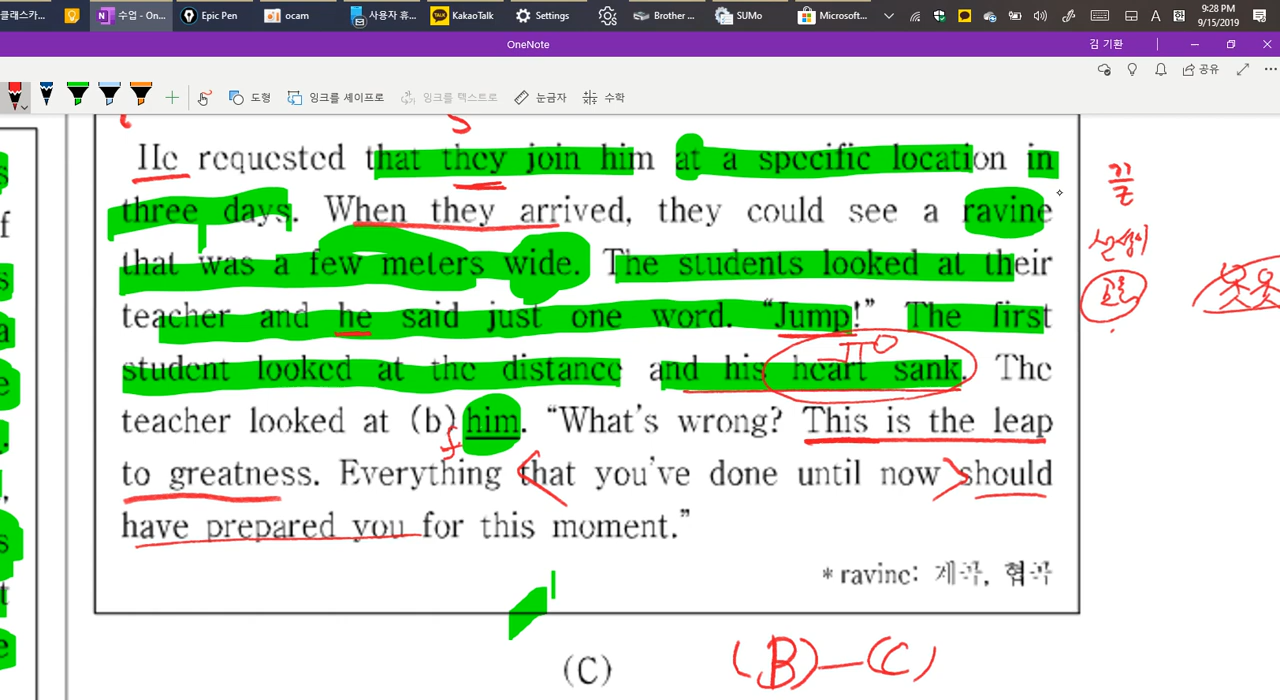 클래스카...
수업 - On...
Epic Pen
ocam
사용자 휴...
KakaoTalk
Settings
Brother ...
SUMo
Microsoft...
A
9:28 PM
9/15/2019
OneNote
김 기환
도형
잉크를 셰이프로
잉크를 텍스트로
눈금자
수학
공유
He requested that they join him at a specific location in
three days. When they arrived, they could see a ravine
that was a few meters wide. The students looked at their
teacher and he said just one word. “Jump!” The first
student looked at the distance and his heart sank. The
teacher looked at (b) him. “What's wrong? This is the leap
to greatness. Everything that you've done until now should
have prepared you for this moment.”
* ravine: 계곡, 협곡
(C)
(B)—(C)